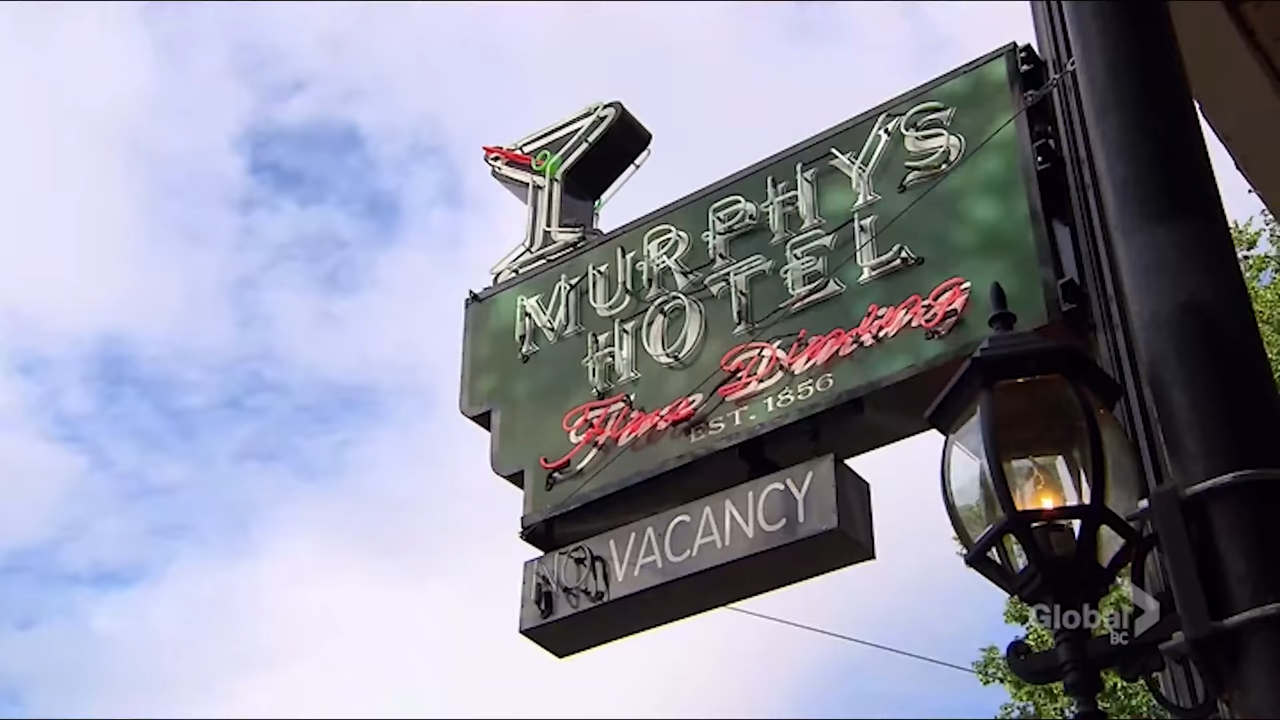 MURPHYS
HOTEL
Fine Dining
EST. 1856
NO VACANCY
Global
BC